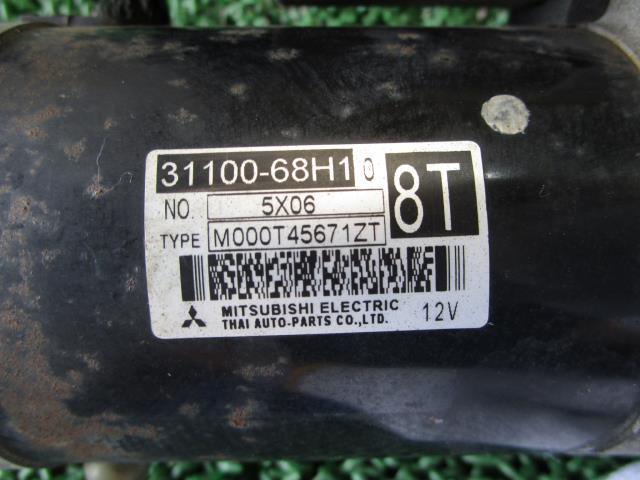 31100-68H10
8T
NO. 5X06
TYPE M000T45671ZT
MITSUBISHI ELECTRIC
THAI AUTO-PARTS CO.,LTD.
12V